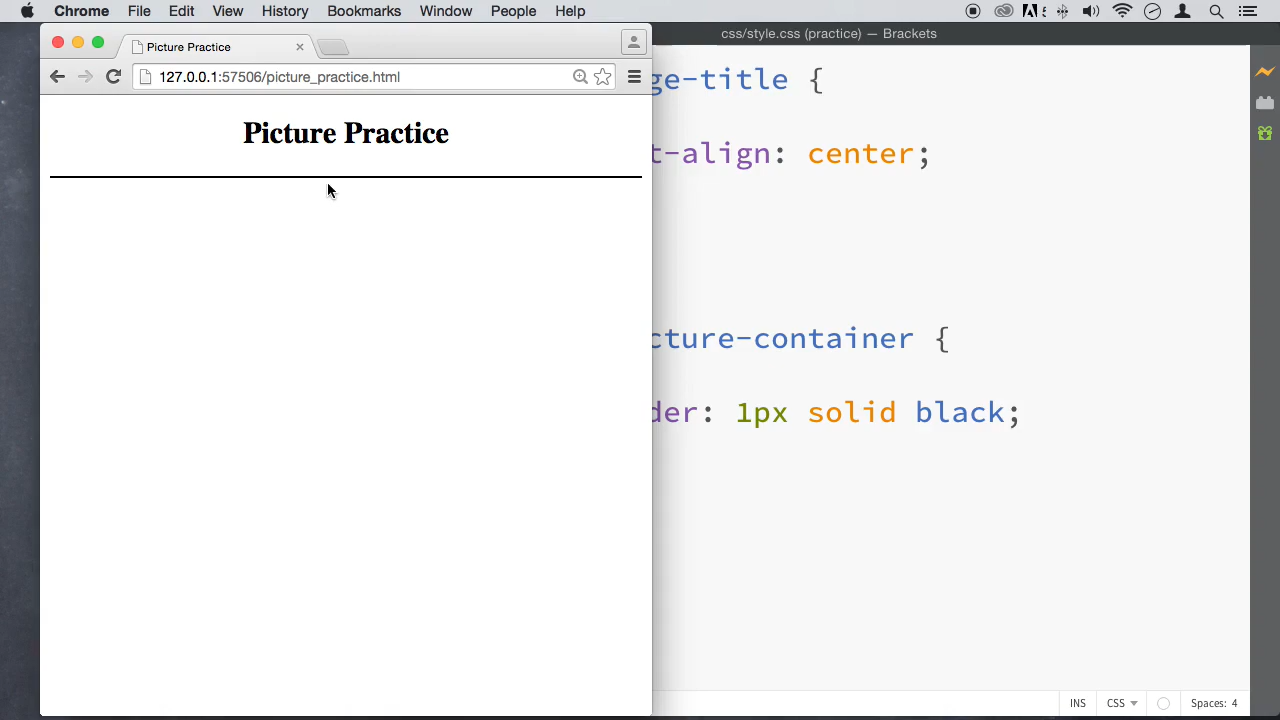 Chrome File Edit View History Bookmarks Window People Help
css/style.css (practice) — Brackets
Picture Practice
127.0.0.1:57506/picture_practice.html
Picture Practice
ge-title {
t-align: center;
cture-container {
der: 1px solid black;
INS CSS Spaces: 4